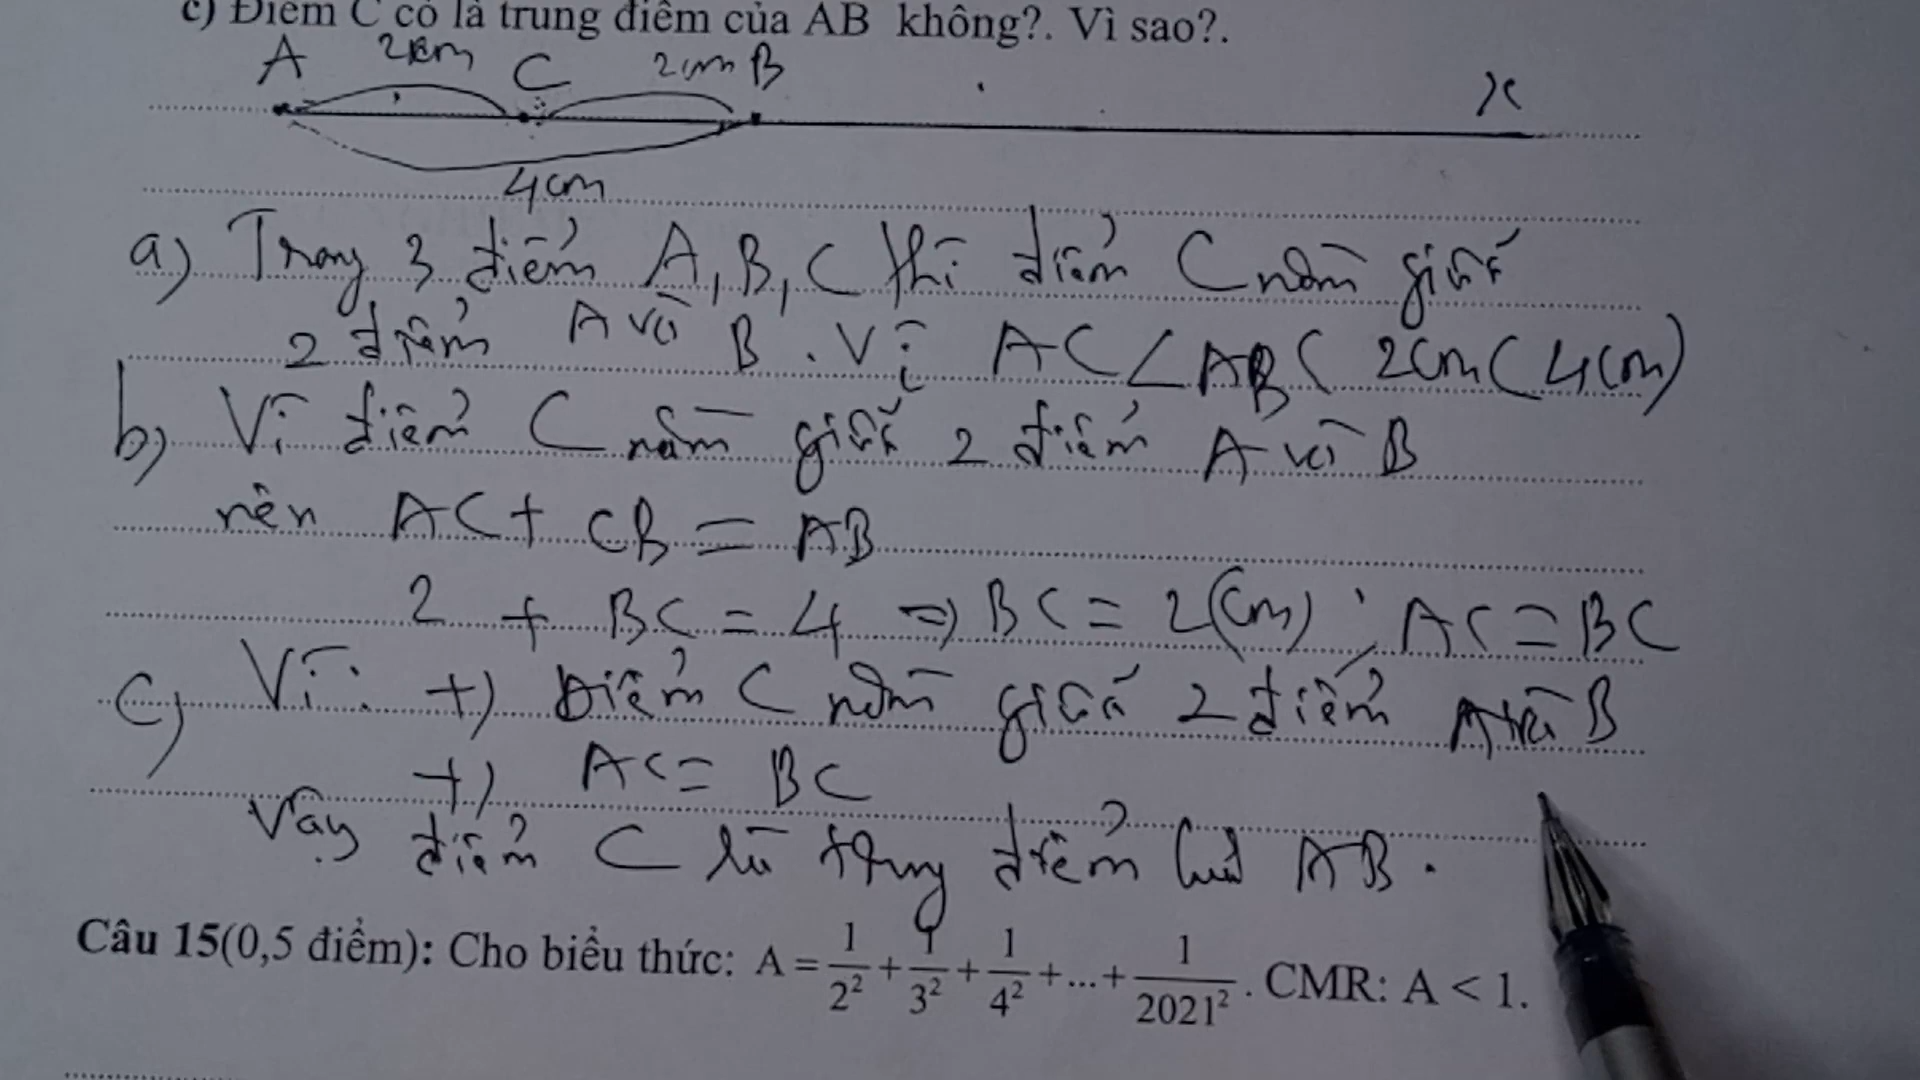 c) Điểm C có là trung điểm của AB không?. Vì sao?.
A 2cm C 2cm B x
4cm
a) Trong 3 điểm A, B, C thì điểm C nằm giữa
2 điểm A và B. Vì AC < AB ( 2cm < 4cm)
b) Vì điểm C nằm giữa 2 điểm A và B
nên AC + CB = AB
2 + BC = 4 => BC = 2(cm) ; AC = BC
c) Vì: +) Điểm C nằm giữa 2 điểm A và B
+) AC = BC
Vậy điểm C là trung điểm của AB.
Câu 15(0,5 điểm): Cho biểu thức: A = 1/2² + 1/3² + 1/4² + ... + 1/2021². CMR: A < 1.